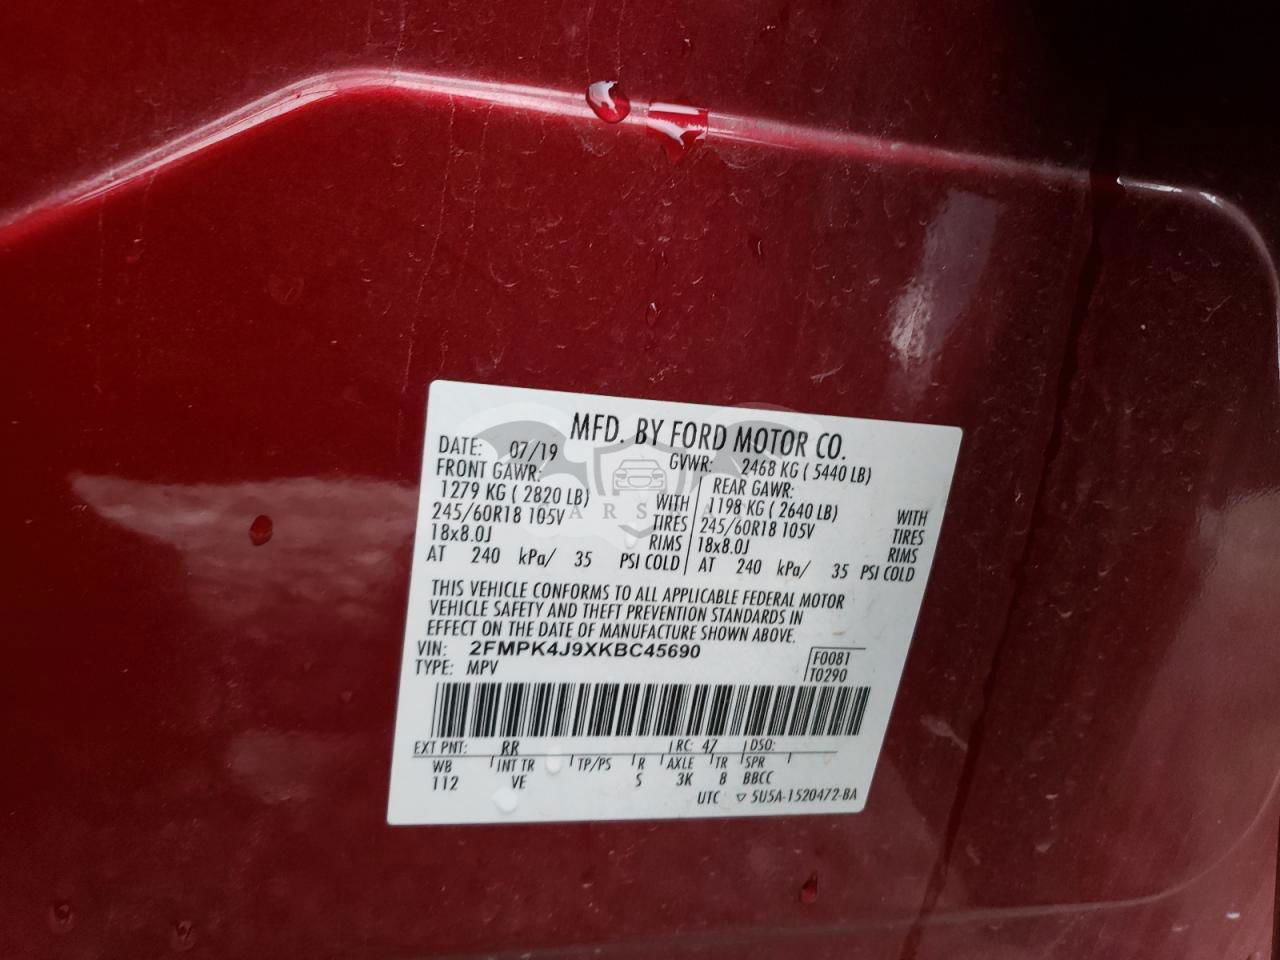 MFD. BY FORD MOTOR CO.
DATE: 07/19 GVWR: 2468 KG ( 5440 LB)
FRONT GAWR: REAR GAWR:
1279 KG ( 2820 LB) WITH 1198 KG ( 2640 LB) WITH
245/60R18 105V TIRES 245/60R18 105V TIRES
18x8.0J RIMS 18x8.0J RIMS
AT 240 kPa/ 35 PSI COLD AT 240 kPa/ 35 PSI COLD
THIS VEHICLE CONFORMS TO ALL APPLICABLE FEDERAL MOTOR
VEHICLE SAFETY AND THEFT PREVENTION STANDARDS IN
EFFECT ON THE DATE OF MANUFACTURE SHOWN ABOVE.
VIN: 2FMPK4J9XKBC45690 F0081
TYPE: MPV T0290
EXT PNT: RR RC: 47 DSO:
WB INT TR TP/PS R AXLE TR SPR
112 VE S 3K 8 BBCC
UTC ▽ 5U5A-1520472-BA